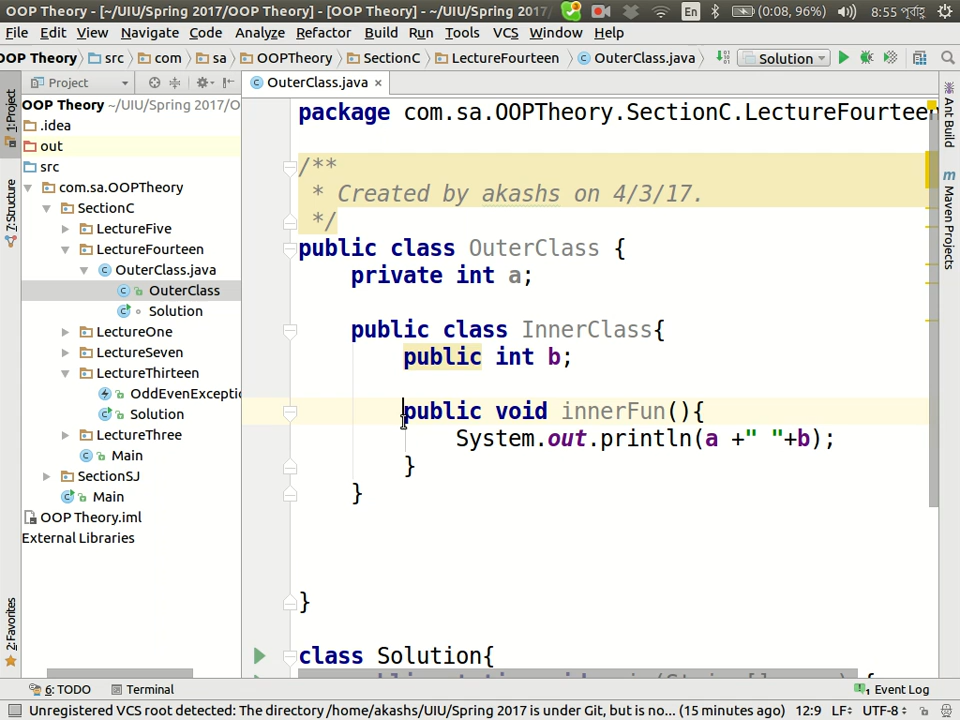 OOP Theory - [~/UIU/Spring 2017/OOP Theory] - [OOP Theory] - ~/UIU/Spring 2017/
En (0:08, 96%) 8:55 পূর্বাহ্ণ
File Edit View Navigate Code Analyze Refactor Build Run Tools VCS Window Help
OOP Theory src com sa OOPTheory SectionC LectureFourteen OuterClass.java Solution
Project
OuterClass.java
1: Project
7: Structure
2: Favorites
OOP Theory ~/UIU/Spring 2017/O
.idea
out
src
com.sa.OOPTheory
SectionC
LectureFive
LectureFourteen
OuterClass.java
OuterClass
Solution
LectureOne
LectureSeven
LectureThirteen
OddEvenExceptio
Solution
LectureThree
Main
SectionSJ
Main
OOP Theory.iml
External Libraries
package com.sa.OOPTheory.SectionC.LectureFourteen
/**
* Created by akashs on 4/3/17.
*/
public class OuterClass {
private int a;
public class InnerClass{
public int b;
public void innerFun(){
System.out.println(a +" "+b);
}
}
}
class Solution{
Ant Build
Maven Projects
6: TODO Terminal Event Log
Unregistered VCS root detected: The directory /home/akashs/UIU/Spring 2017 is under Git, but is no... (15 minutes ago) 12:9 LF UTF-8